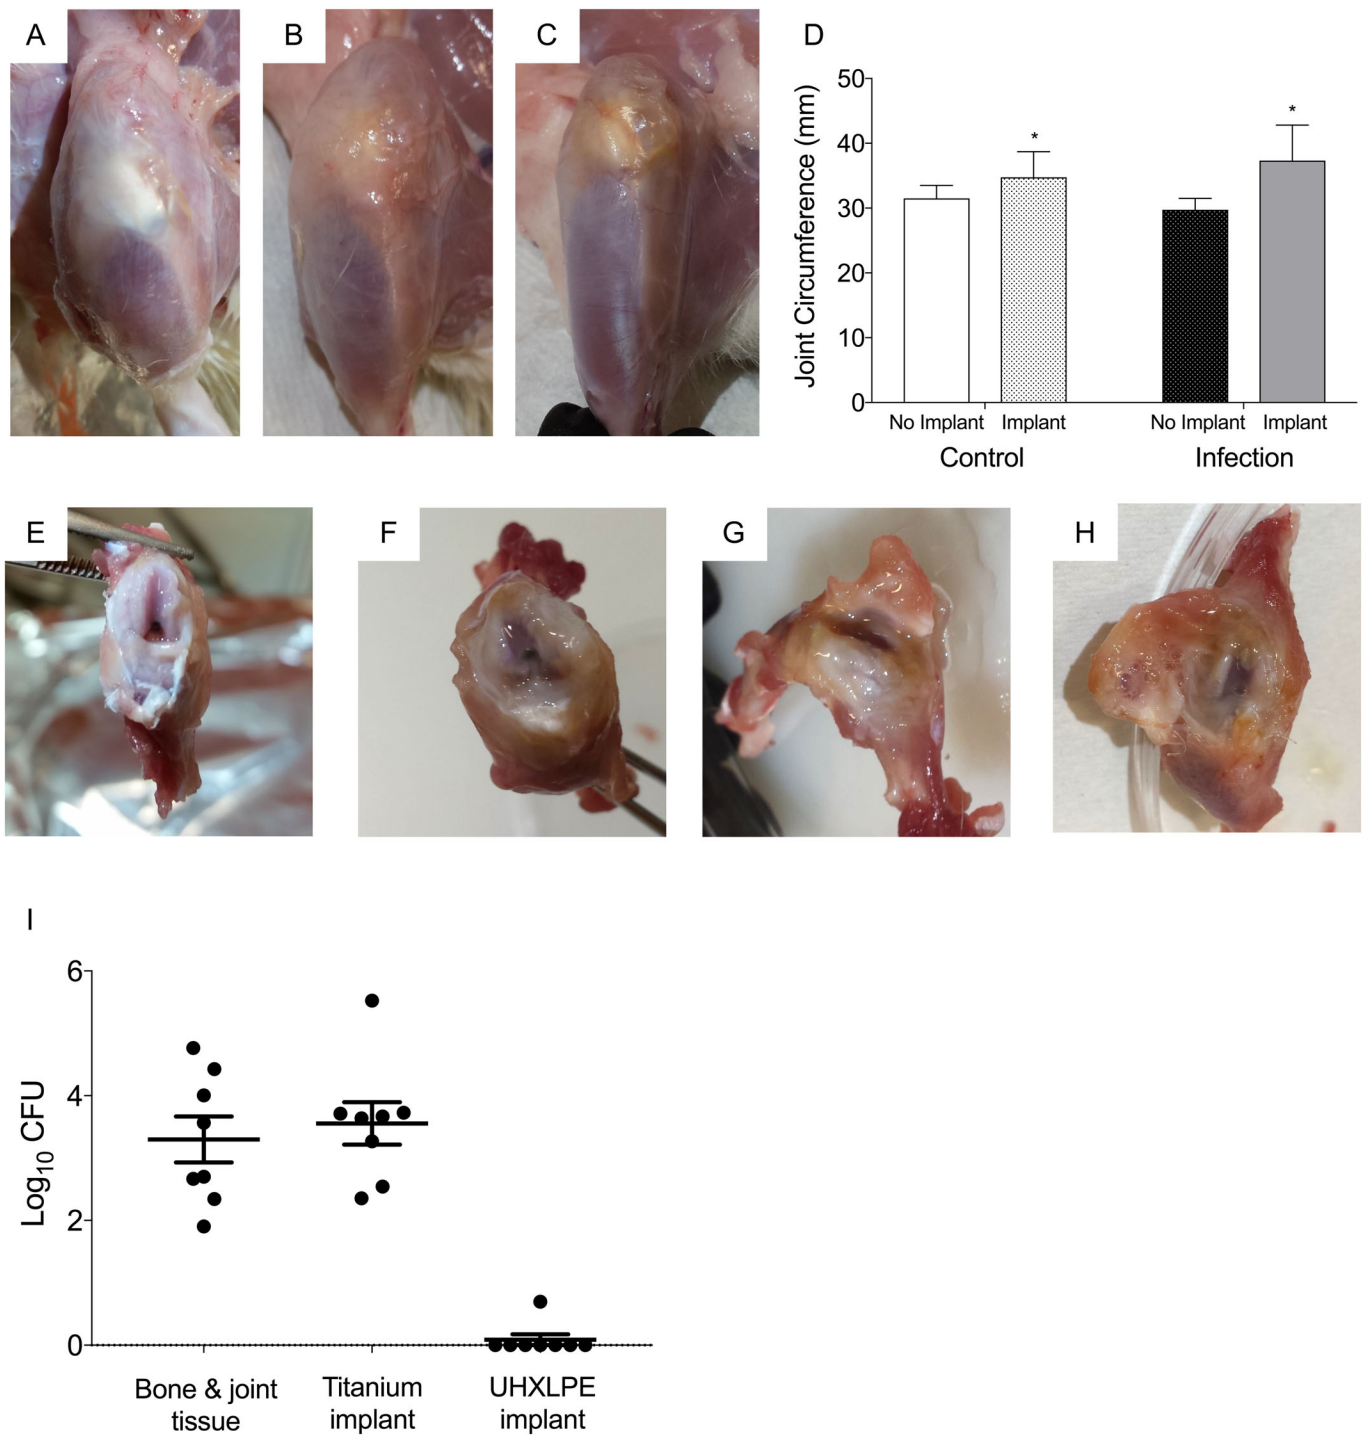 A
B
C
D
50
40
30
20
10
0
Joint Circumference (mm)
*
*
No Implant
Implant
No Implant
Implant
Control
Infection
E
F
G
H
I
6
4
2
0
Log10 CFU
Bone & joint
tissue
Titanium
implant
UHXLPE
implant